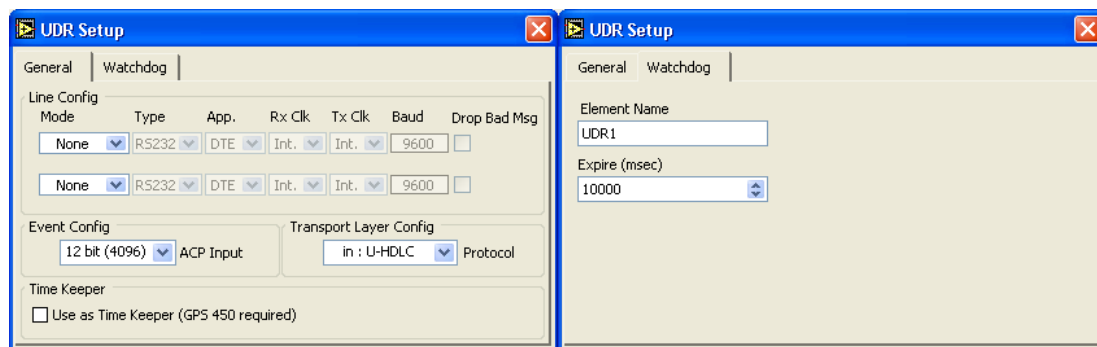 UDR Setup
General Watchdog
Line Config
Mode Type App. Rx Clk Tx Clk Baud Drop Bad Msg
None RS232 DTE Int. Int. 9600
None RS232 DTE Int. Int. 9600
Event Config
12 bit (4096) ACP Input
Transport Layer Config
in : U-HDLC Protocol
Time Keeper
Use as Time Keeper (GPS 450 required)
UDR Setup
General Watchdog
Element Name
UDR1
Expire (msec)
10000